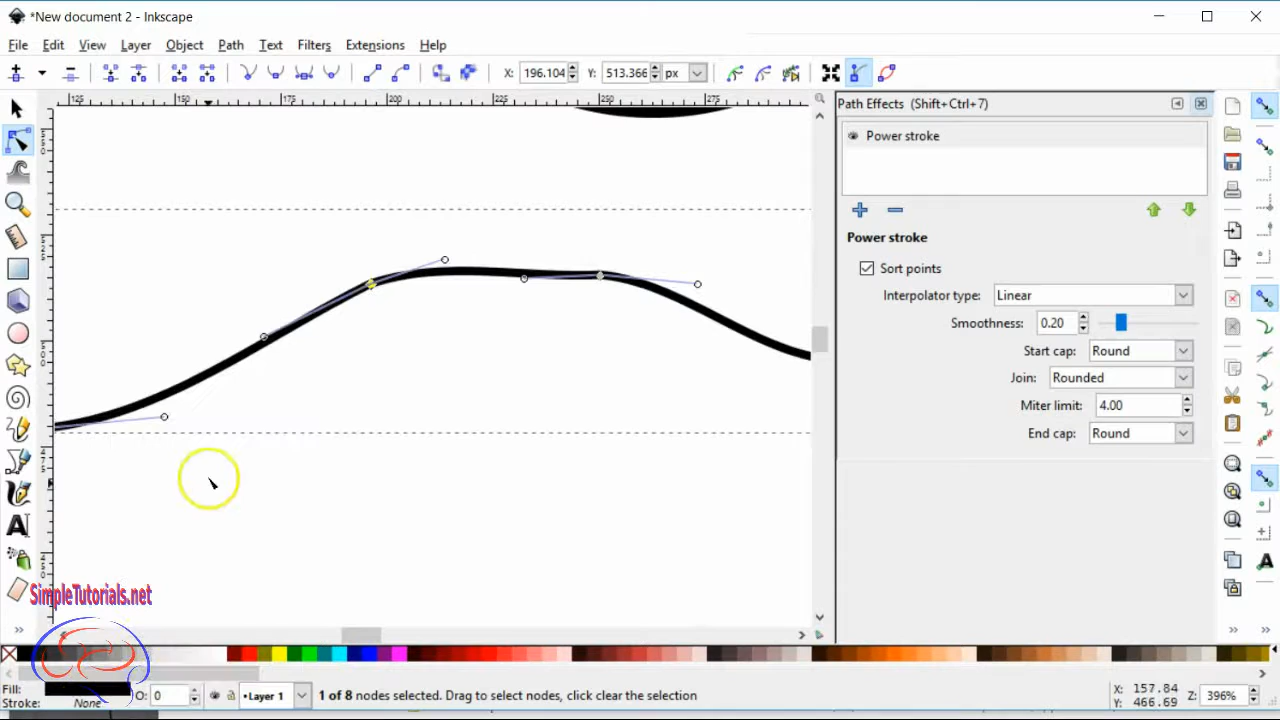 *New document 2 - Inkscape
File Edit View Layer Object Path Text Filters Extensions Help
X: 196.104 Y: 513.366 px
125 150 175 200 225 250 275
Path Effects (Shift+Ctrl+7)
Power stroke
Power stroke
Sort points
Interpolator type: Linear
Smoothness: 0.20
Start cap: Round
Join: Rounded
Miter limit: 4.00
End cap: Round
SimpleTutorials.net
Fill:
Stroke: None
O: 0
•Layer 1
1 of 8 nodes selected. Drag to select nodes, click clear the selection
X: 157.84
Y: 466.69
Z: 396%